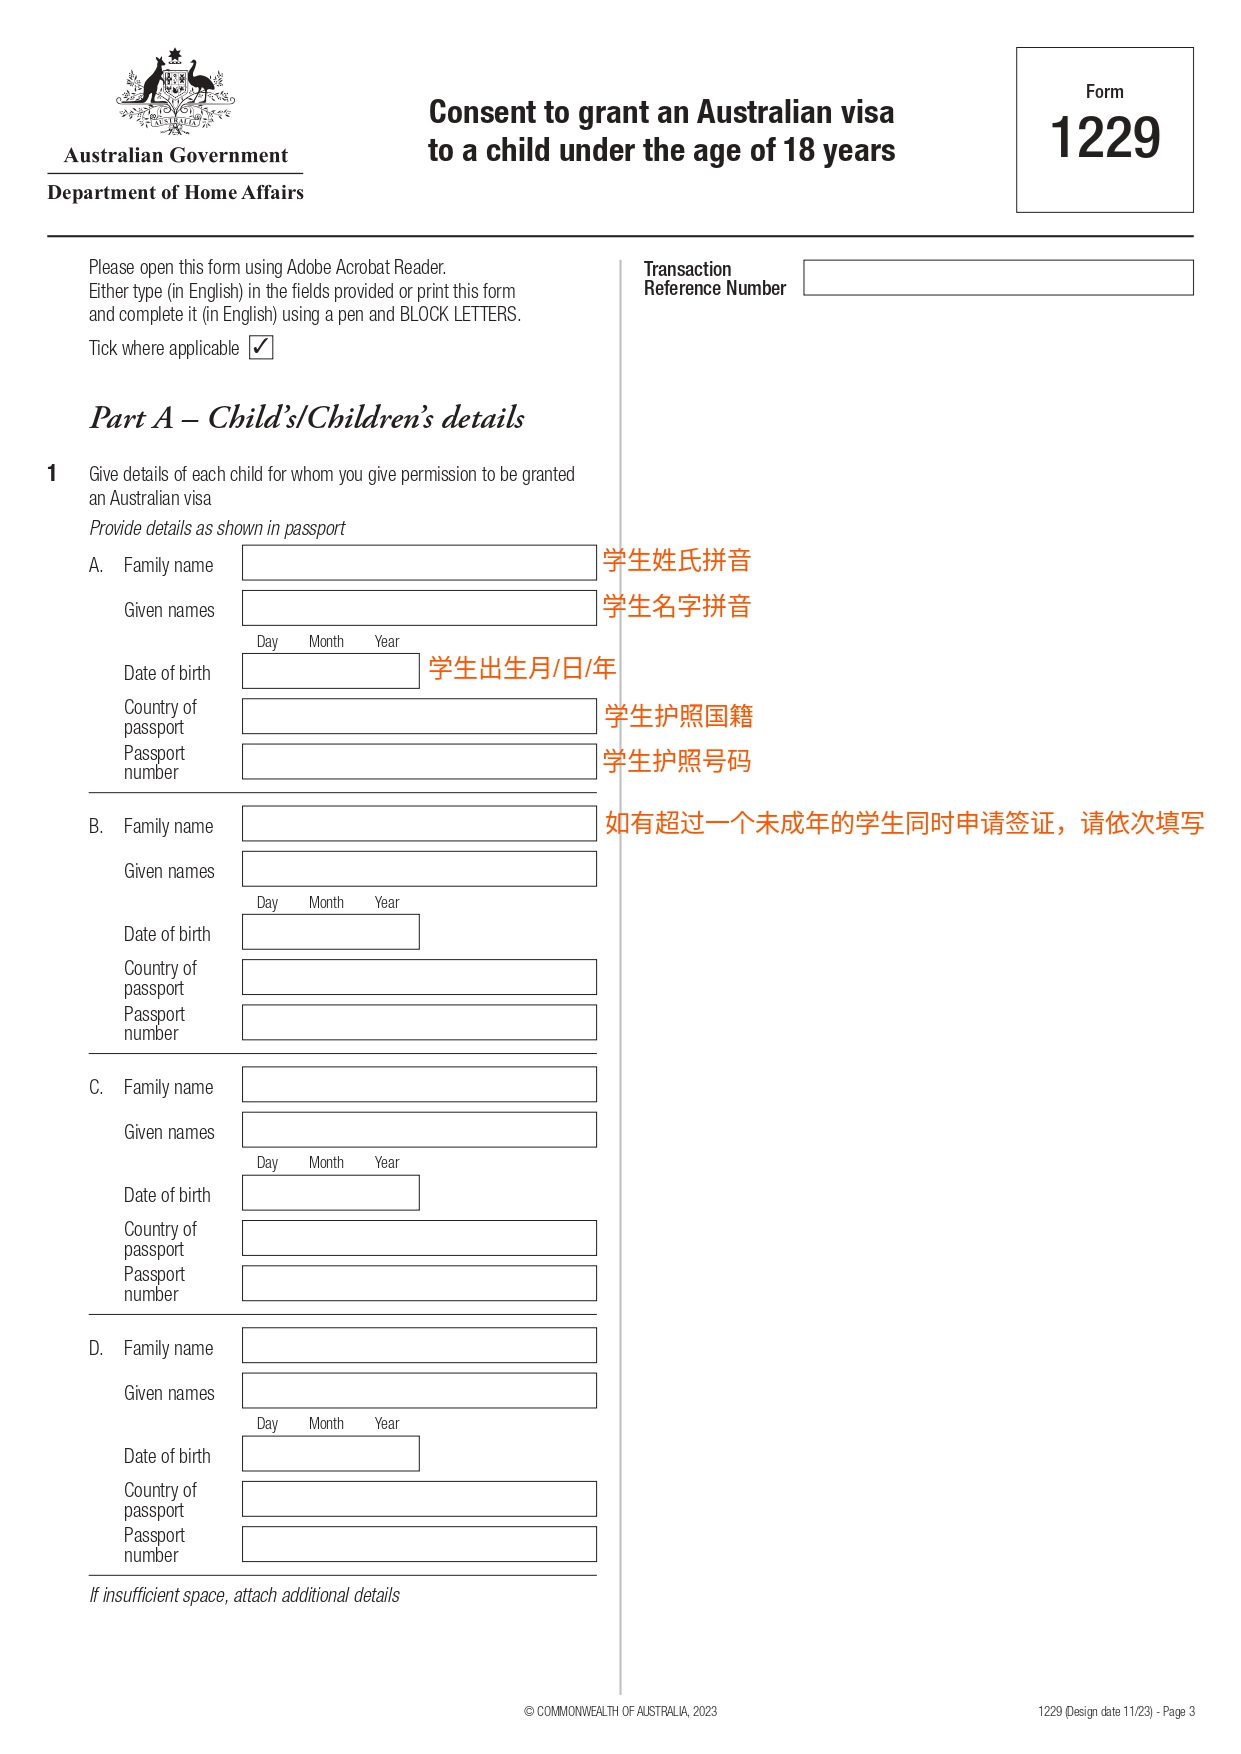 AUSTRALIA
Australian Government
Department of Home Affairs
Consent to grant an Australian visa
to a child under the age of 18 years
Form
1229
Please open this form using Adobe Acrobat Reader.
Either type (in English) in the fields provided or print this form
and complete it (in English) using a pen and BLOCK LETTERS.
Tick where applicable ✓
Transaction
Reference Number
Part A – Child's/Children's details
1 Give details of each child for whom you give permission to be granted
an Australian visa
Provide details as shown in passport
A. Family name 学生姓氏拼音
Given names 学生名字拼音
Day Month Year
Date of birth 学生出生月/日/年
Country of
passport 学生护照国籍
Passport
number 学生护照号码
B. Family name 如有超过一个未成年的学生同时申请签证，请依次填写
Given names
Day Month Year
Date of birth
Country of
passport
Passport
number
C. Family name
Given names
Day Month Year
Date of birth
Country of
passport
Passport
number
D. Family name
Given names
Day Month Year
Date of birth
Country of
passport
Passport
number
If insufficient space, attach additional details
© COMMONWEALTH OF AUSTRALIA, 2023
1229 (Design date 11/23) - Page 3